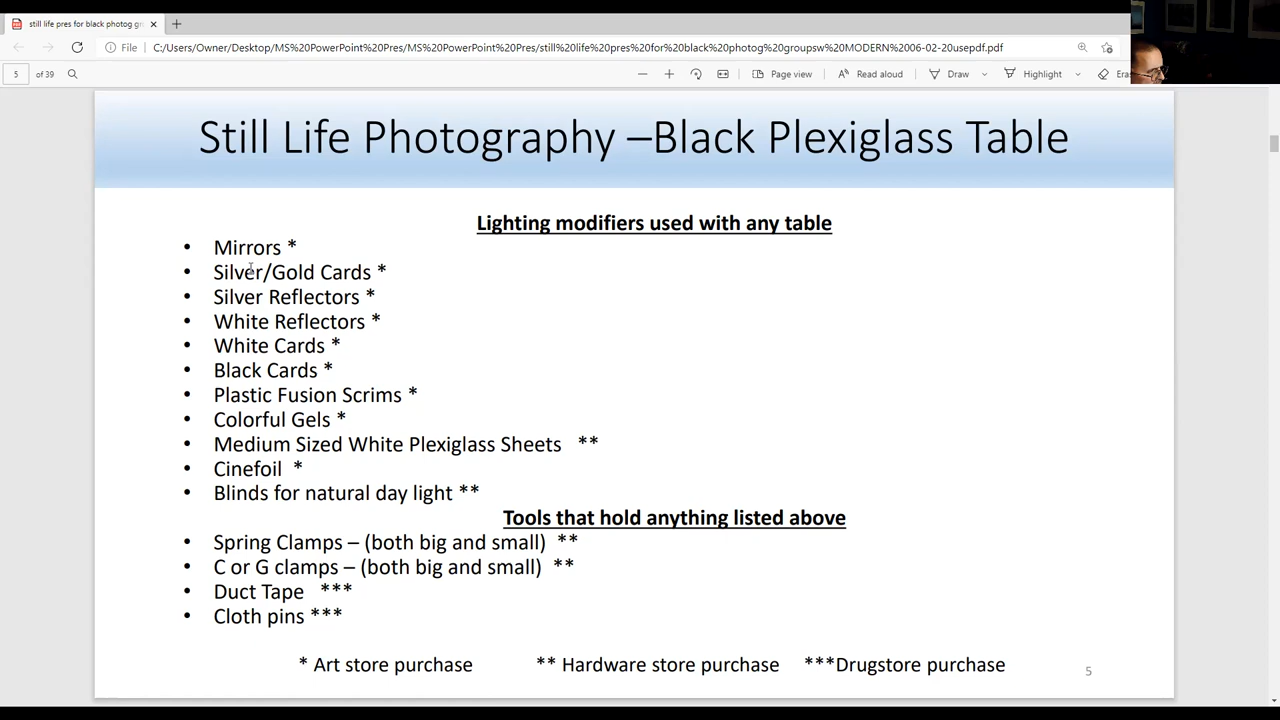 still life pres for black photog gr
File
C:/Users/Owner/Desktop/MS%20PowerPoint%20Pres/MS%20PowerPoint%20Pres/still%20life%20pres%20for%20black%20photog%20groupsw%20MODERN%2006-02-20usepdf.pdf
5 of 39
Page view
Read aloud
Draw
Highlight
Eras
Still Life Photography –Black Plexiglass Table
Lighting modifiers used with any table
• Mirrors *
• Silver/Gold Cards *
• Silver Reflectors *
• White Reflectors *
• White Cards *
• Black Cards *
• Plastic Fusion Scrims *
• Colorful Gels *
• Medium Sized White Plexiglass Sheets **
• Cinefoil *
• Blinds for natural day light **
Tools that hold anything listed above
• Spring Clamps – (both big and small) **
• C or G clamps – (both big and small) **
• Duct Tape ***
• Cloth pins ***
* Art store purchase ** Hardware store purchase ***Drugstore purchase
5